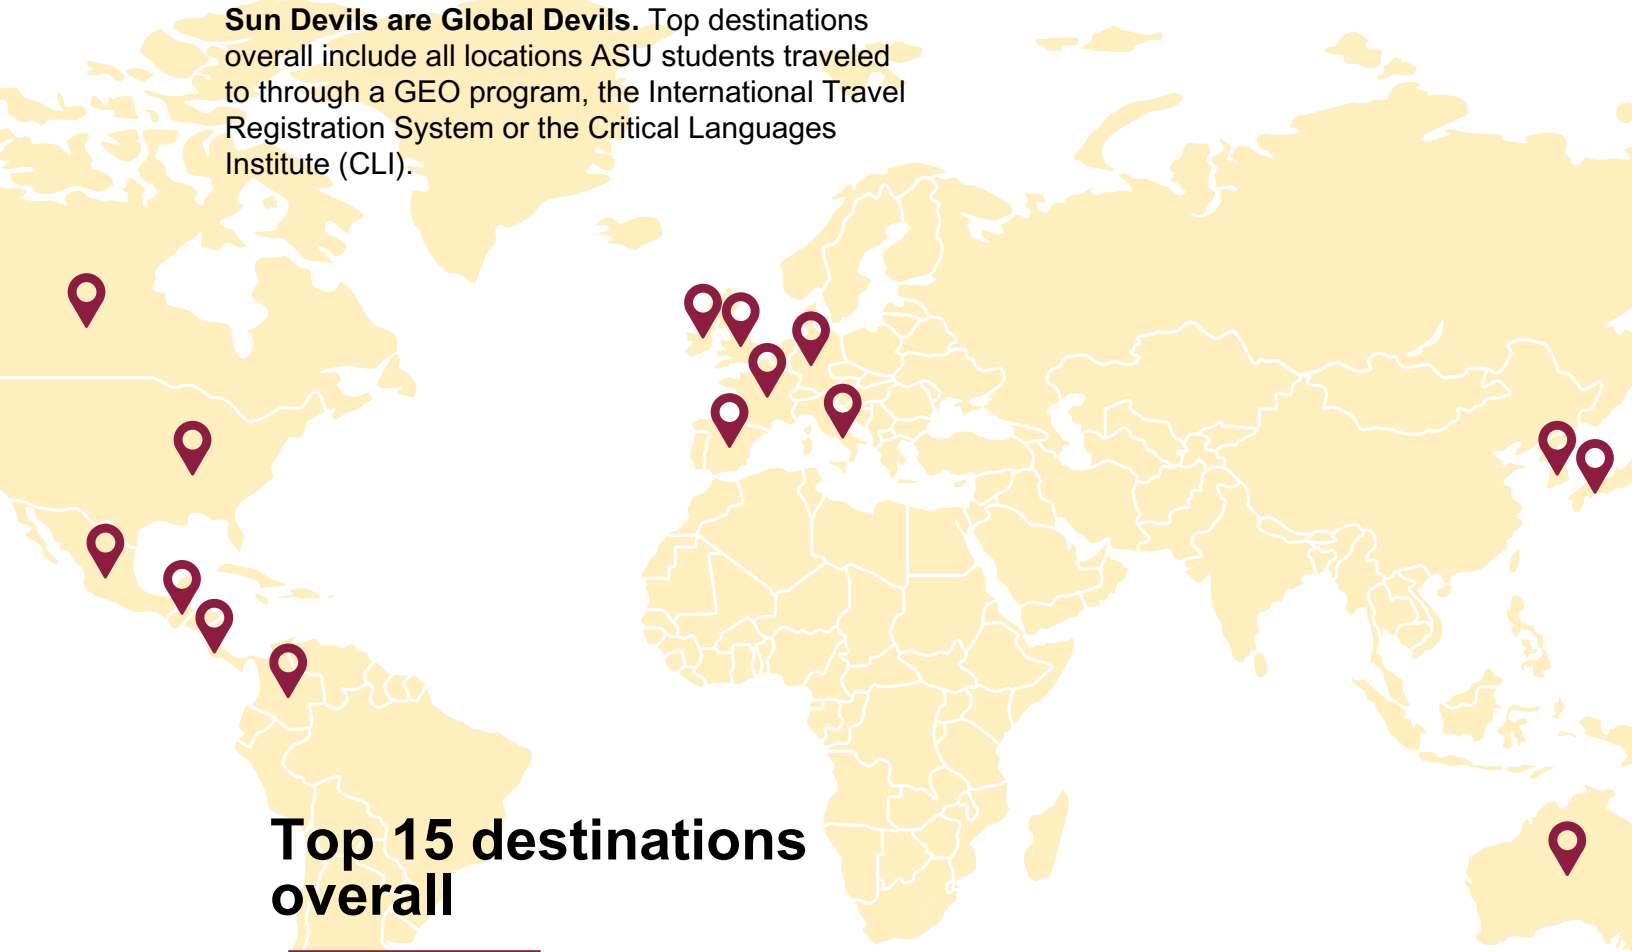 Sun Devils are Global Devils. Top destinations
overall include all locations ASU students traveled
to through a GEO program, the International Travel
Registration System or the Critical Languages
Institute (CLI).
Top 15 destinations
overall